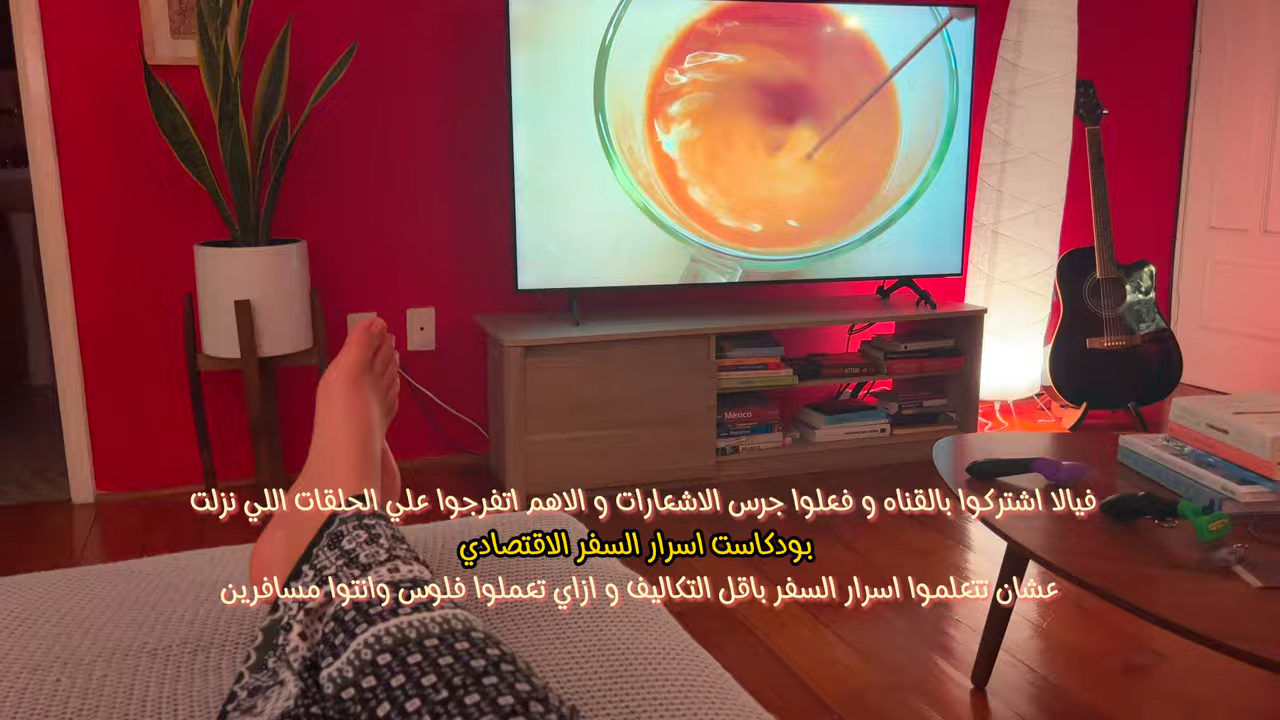 فيالا اشتركوا بالقناه و فعلوا جرس الاشعارات و الاهم اتفرجوا علي الحلقات اللي نزلت
بودكاست اسرار السفر الاقتصادي
عشان تتعلموا اسرار السفر باقل التكاليف و ازاي تعملوا فلوس وانتوا مسافرين
México